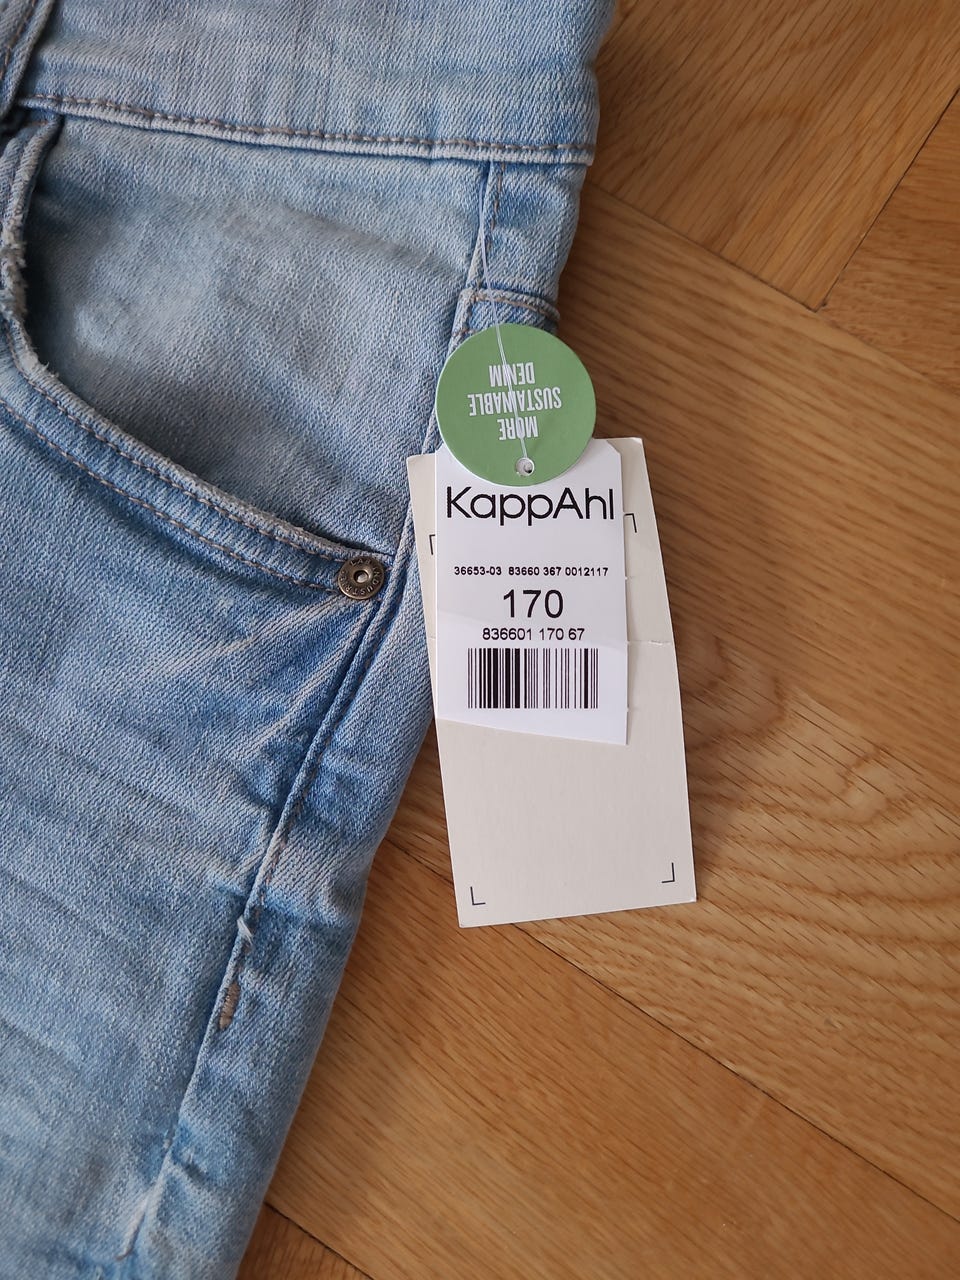 MORE
SUSTAINABLE
DENIM
KappAhl
36653-03 83660 367 0012117
170
836601 170 67